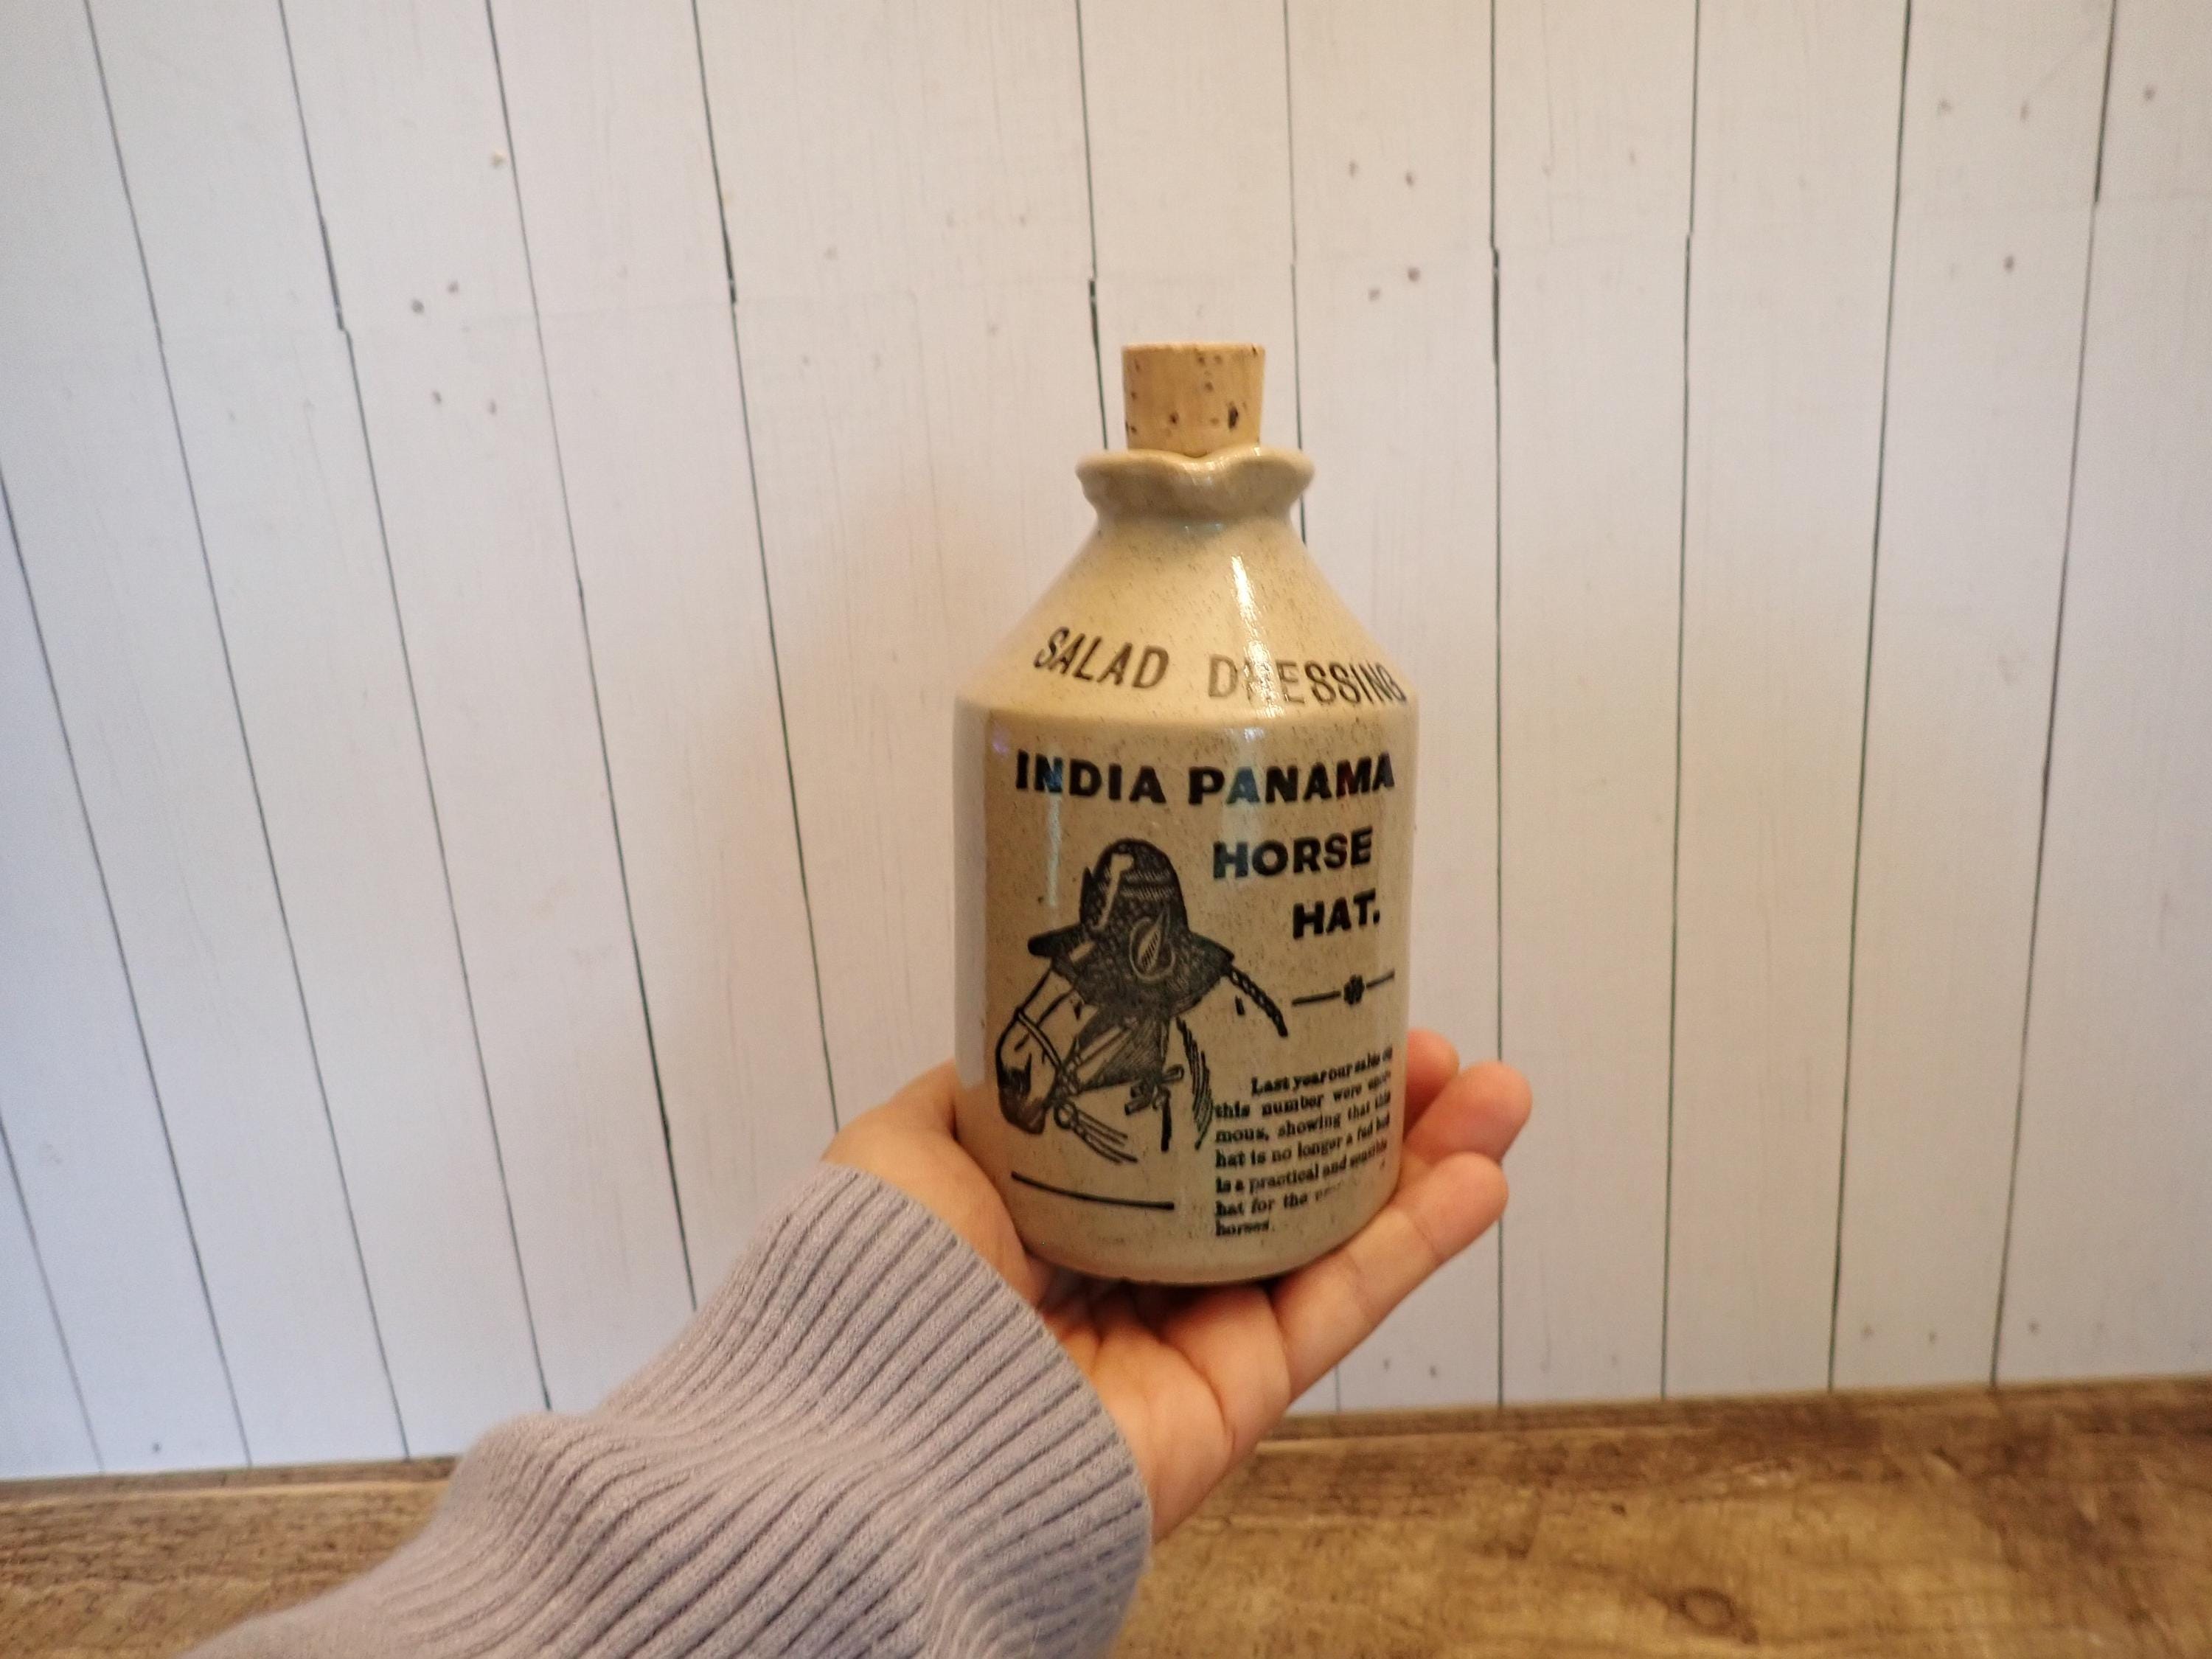 SALAD DRESSING
INDIA PANAMA
HORSE
HAT.
Last year our sales
this number were
mous, showing that this
hat is no longer a fad but
is a practical and sensible
hat for the
horses.